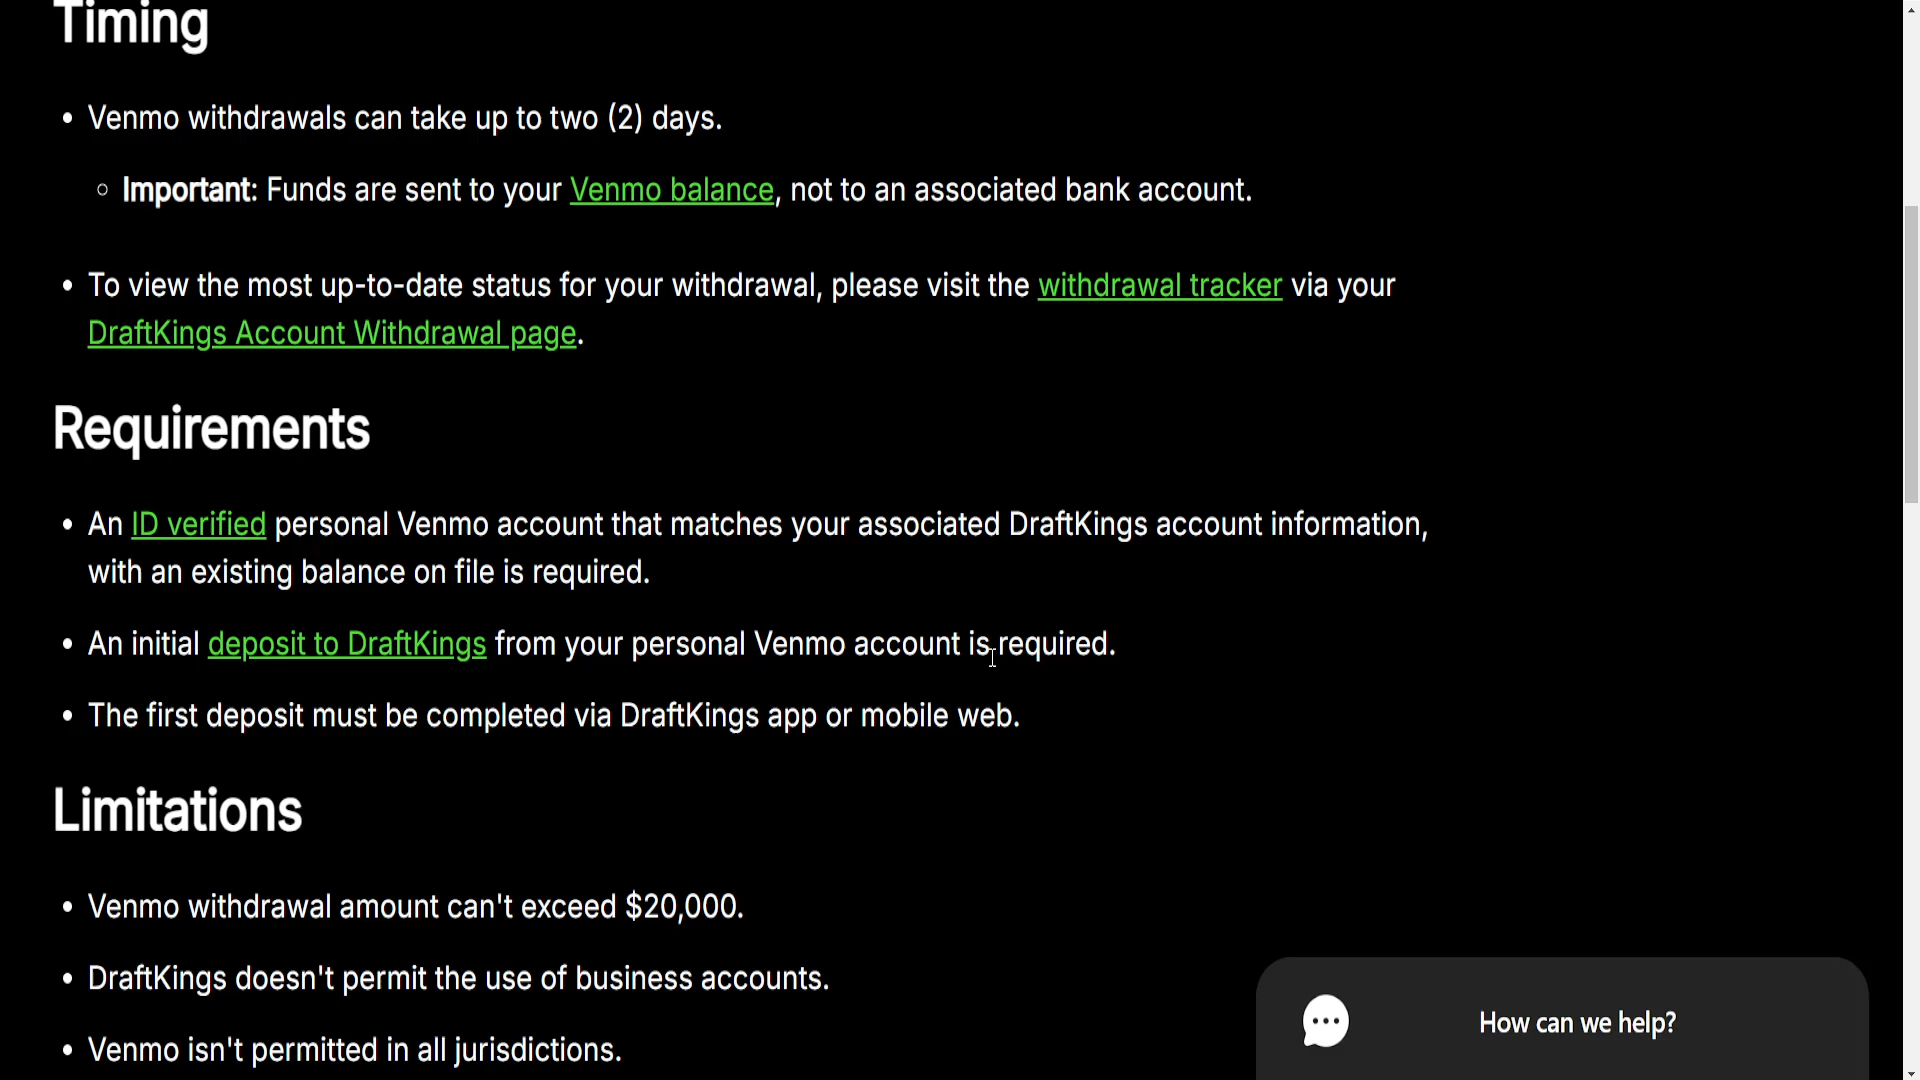 Timing
• Venmo withdrawals can take up to two (2) days.
○ Important: Funds are sent to your Venmo balance, not to an associated bank account.
• To view the most up-to-date status for your withdrawal, please visit the withdrawal tracker via your
DraftKings Account Withdrawal page.
Requirements
• An ID verified personal Venmo account that matches your associated DraftKings account information,
with an existing balance on file is required.
• An initial deposit to DraftKings from your personal Venmo account is required.
• The first deposit must be completed via DraftKings app or mobile web.
Limitations
• Venmo withdrawal amount can't exceed $20,000.
• DraftKings doesn't permit the use of business accounts.
• Venmo isn't permitted in all jurisdictions.
How can we help?